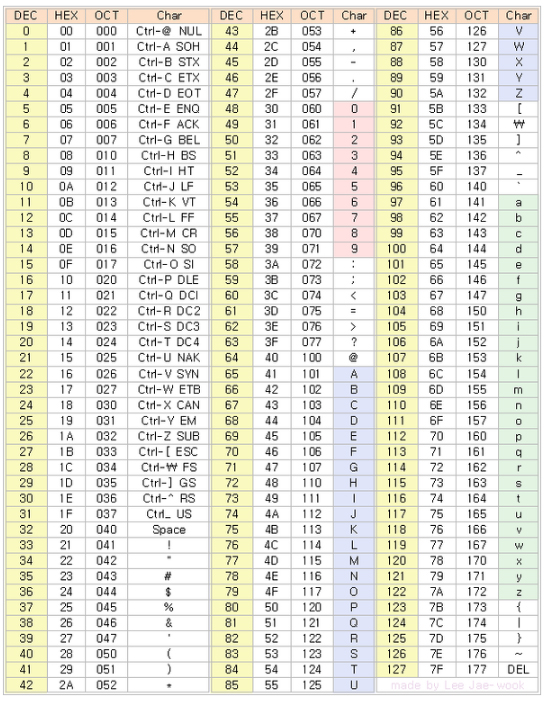 DEC HEX OCT Char DEC HEX OCT Char DEC HEX OCT Char
0 00 000 Ctrl-@ NUL 43 2B 053 + 86 56 126 V
1 01 001 Ctrl-A SOH 44 2C 054 , 87 57 127 W
2 02 002 Ctrl-B STX 45 2D 055 - 88 58 130 X
3 03 003 Ctrl-C ETX 46 2E 056 . 89 59 131 Y
4 04 004 Ctrl-D EOT 47 2F 057 / 90 5A 132 Z
5 05 005 Ctrl-E ENQ 48 30 060 0 91 5B 133 [
6 06 006 Ctrl-F ACK 49 31 061 1 92 5C 134 ₩
7 07 007 Ctrl-G BEL 50 32 062 2 93 5D 135 ]
8 08 010 Ctrl-H BS 51 33 063 3 94 5E 136 ^
9 09 011 Ctrl-I HT 52 34 064 4 95 5F 137 _
10 0A 012 Ctrl-J LF 53 35 065 5 96 60 140 `
11 0B 013 Ctrl-K VT 54 36 066 6 97 61 141 a
12 0C 014 Ctrl-L FF 55 37 067 7 98 62 142 b
13 0D 015 Ctrl-M CR 56 38 070 8 99 63 143 c
14 0E 016 Ctrl-N SO 57 39 071 9 100 64 144 d
15 0F 017 Ctrl-O SI 58 3A 072 : 101 65 145 e
16 10 020 Ctrl-P DLE 59 3B 073 ; 102 66 146 f
17 11 021 Ctrl-Q DCI 60 3C 074 < 103 67 147 g
18 12 022 Ctrl-R DC2 61 3D 075 = 104 68 150 h
19 13 023 Ctrl-S DC3 62 3E 076 > 105 69 151 i
20 14 024 Ctrl-T DC4 63 3F 077 ? 106 6A 152 j
21 15 025 Ctrl-U NAK 64 40 100 @ 107 6B 153 k
22 16 026 Ctrl-V SYN 65 41 101 A 108 6C 154 l
23 17 027 Ctrl-W ETB 66 42 102 B 109 6D 155 m
24 18 030 Ctrl-X CAN 67 43 103 C 110 6E 156 n
25 19 031 Ctrl-Y EM 68 44 104 D 111 6F 157 o
26 1A 032 Ctrl-Z SUB 69 45 105 E 112 70 160 p
27 1B 033 Ctrl-[ ESC 70 46 106 F 113 71 161 q
28 1C 034 Ctrl-₩ FS 71 47 107 G 114 72 162 r
29 1D 035 Ctrl-] GS 72 48 110 H 115 73 163 s
30 1E 036 Ctrl-^ RS 73 49 111 I 116 74 164 t
31 1F 037 Ctrl_ US 74 4A 112 J 117 75 165 u
32 20 040 Space 75 4B 113 K 118 76 166 v
33 21 041 ! 76 4C 114 L 119 77 167 w
34 22 042 " 77 4D 115 M 120 78 170 x
35 23 043 # 78 4E 116 N 121 79 171 y
36 24 044 $ 79 4F 117 O 122 7A 172 z
37 25 045 % 80 50 120 P 123 7B 173 {
38 26 046 & 81 51 121 Q 124 7C 174 |
39 27 047 ' 82 52 122 R 125 7D 175 }
40 28 050 ( 83 53 123 S 126 7E 176 ~
41 29 051 ) 84 54 124 T 127 7F 177 DEL
42 2A 052 * 85 55 125 U made by Lee Jae-wook